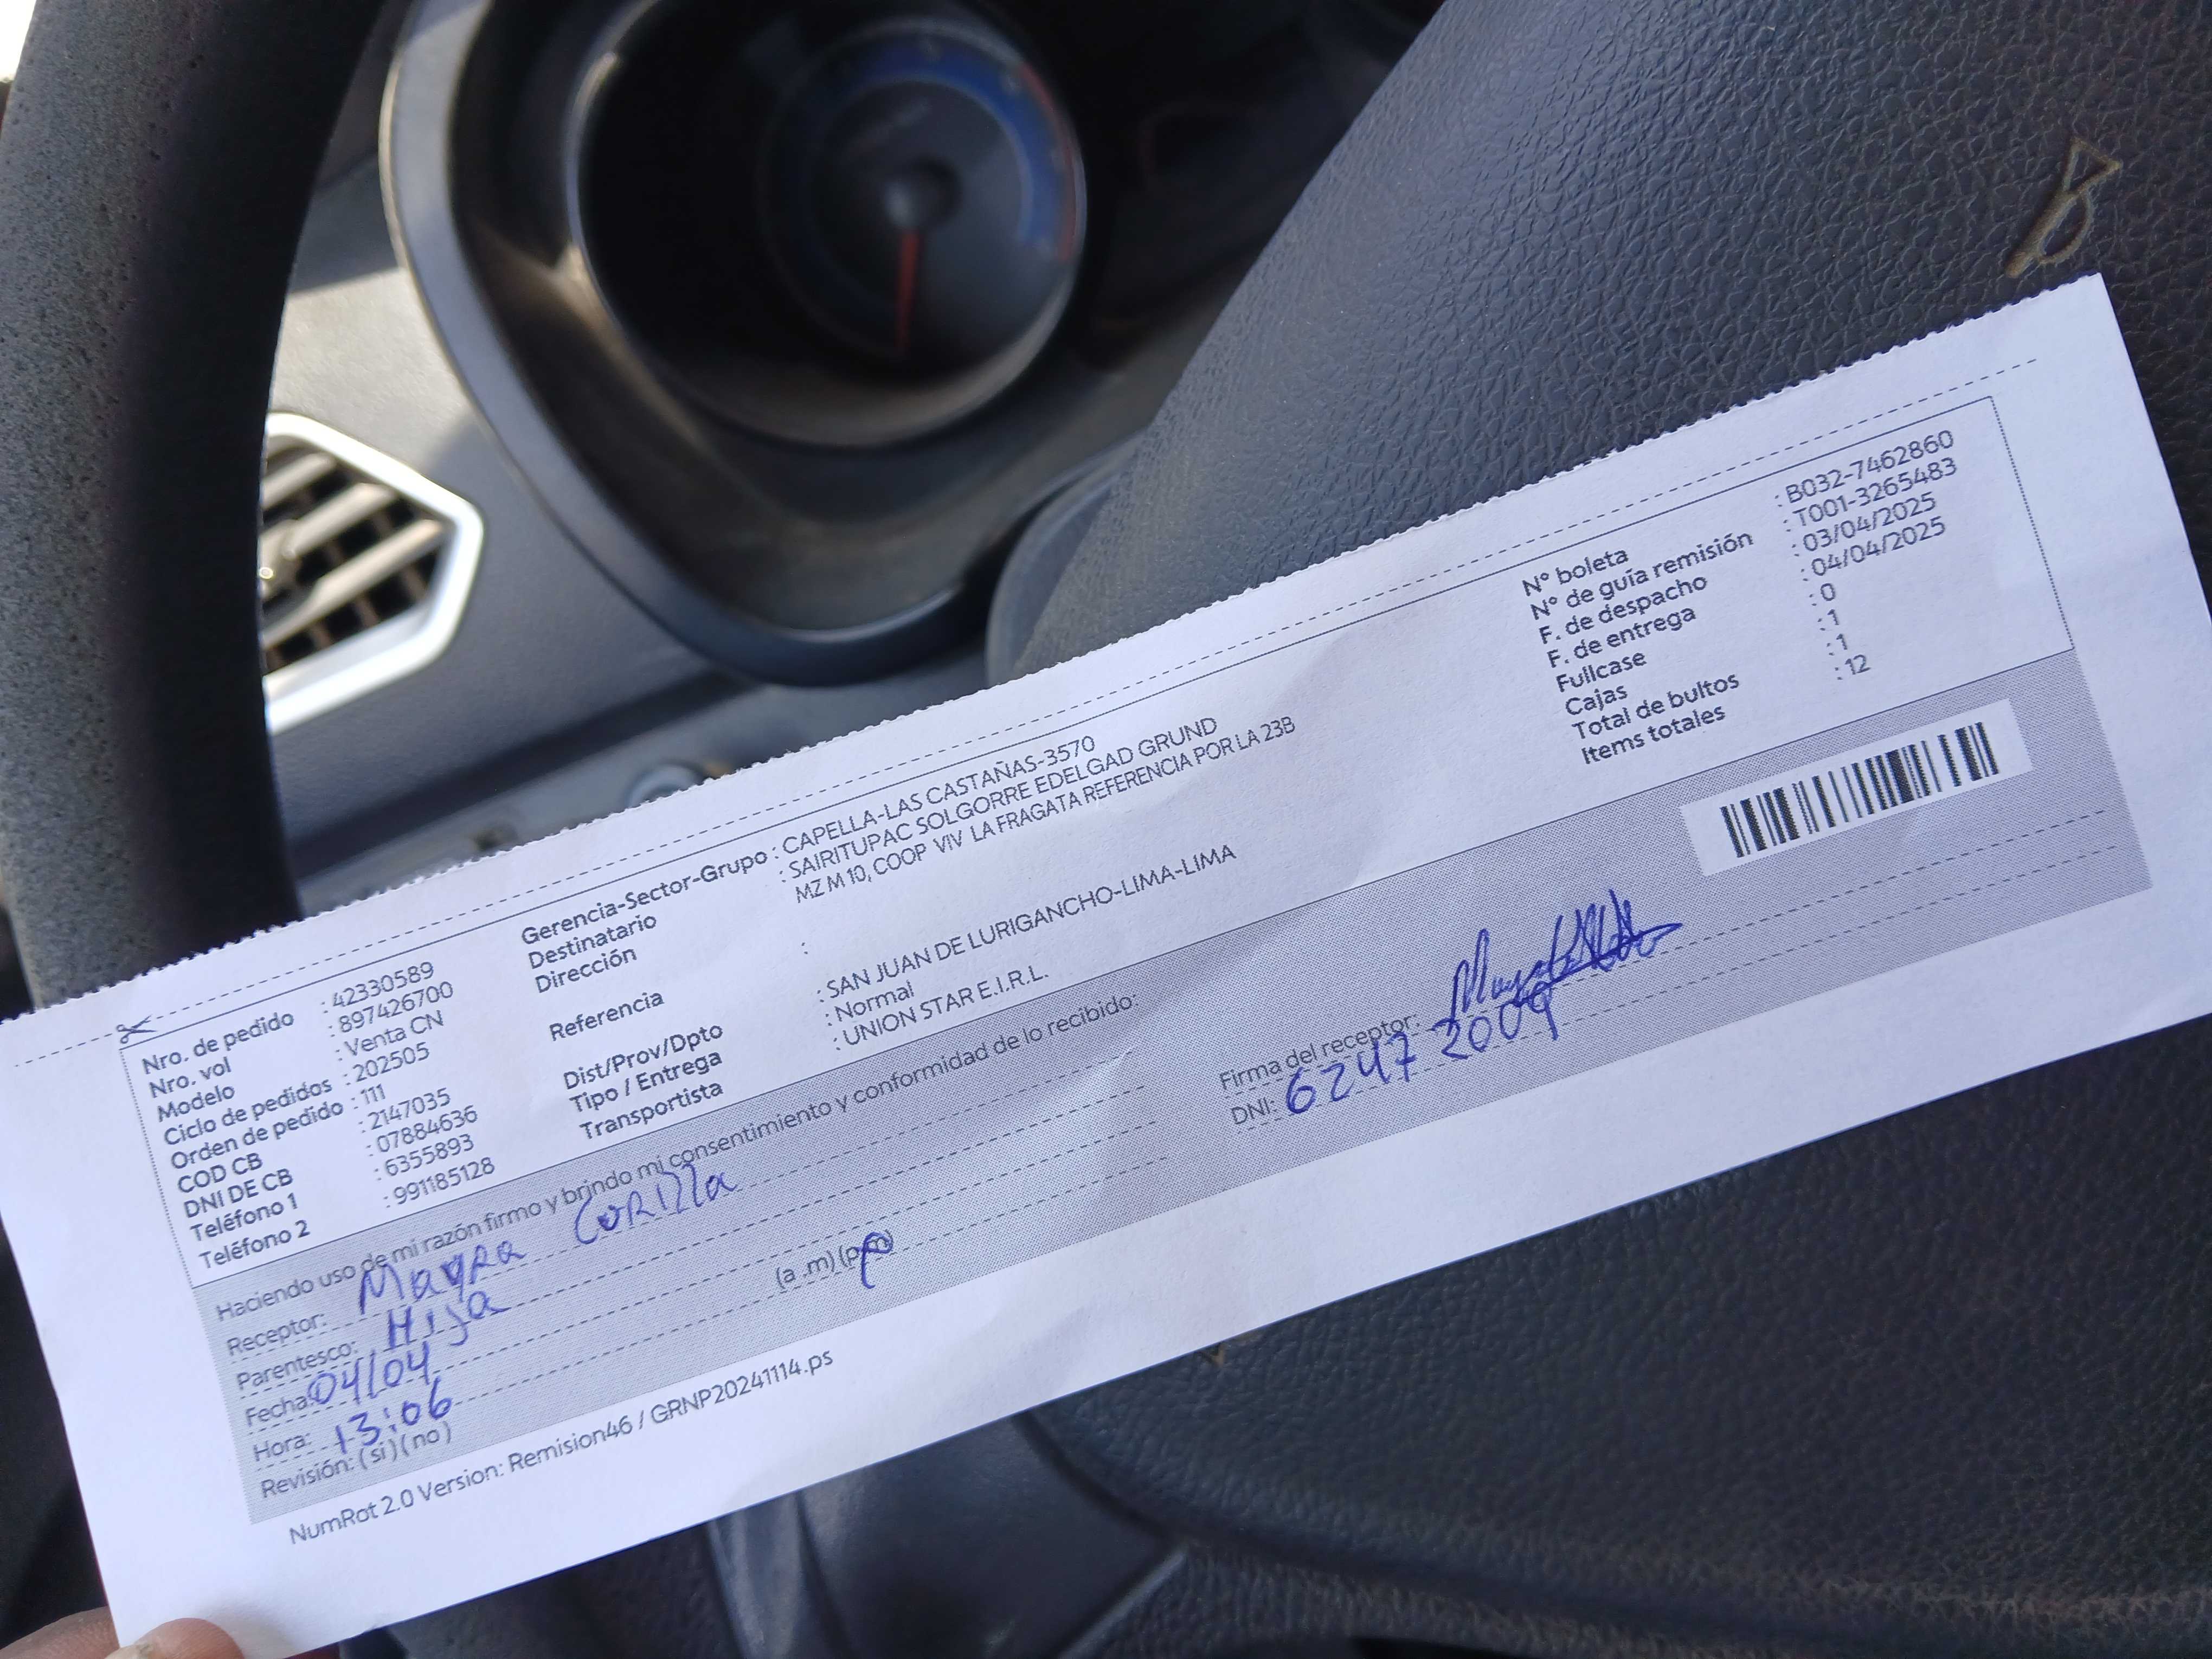 Nro. de pedido : 42330589
Nro. vol : 897426700
Modelo : Venta CN
Ciclo de pedidos : 202505
Orden de pedido : 111
COD CB : 2147035
DNI DE CB : 07884636
Teléfono 1 : 6355893
Teléfono 2 : 991185128
Gerencia-Sector-Grupo : CAPELLA-LAS CASTAÑAS-3570
Destinatario : SAIRITUPAC SOLGORRE EDELGAD GRUND
Dirección MZ M 10, COOP VIV LA FRAGATA REFERENCIA POR LA 23B
Referencia :
Dist/Prov/Dpto : SAN JUAN DE LURIGANCHO-LIMA-LIMA
Tipo / Entrega : Normal
Transportista : UNION STAR E.I.R.L.
N° boleta : B032-7462860
N° de guía remisión : T001-3265483
F. de despacho : 03/04/2025
F. de entrega : 04/04/2025
Fullcase : 0
Cajas : 1
Total de bultos : 1
Items totales : 12
Haciendo uso de mi razón firmo y brindo mi consentimiento y conformidad de lo recibido:
Receptor: Mayra Corilla
Parentesco: Hija
Fecha: 04/04
Hora: 13:06 (a .m) (p.m)
Revisión: ( si ) ( no )
Firma del receptor:
DNI: 62472009
NumRot 2.0 Version: Remision46 / GRNP20241114.ps